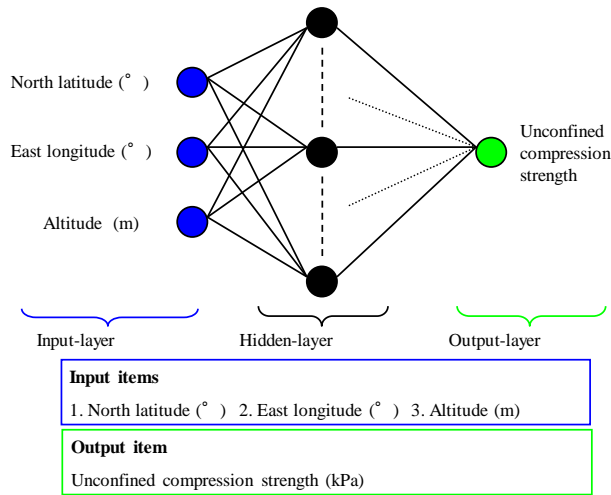 North latitude (° )
East longitude (° )
Altitude (m)
Unconfined
compression
strength
Input-layer
Hidden-layer
Output-layer
Input items
1. North latitude (° ) 2. East longitude (° ) 3. Altitude (m)
Output item
Unconfined compression strength (kPa)